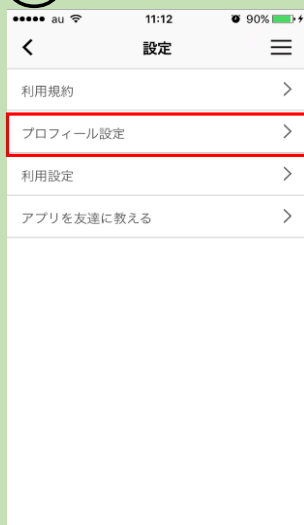 ●●●●● au 11:12 90%
設定
利用規約
プロフィール設定
利用設定
アプリを友達に教える